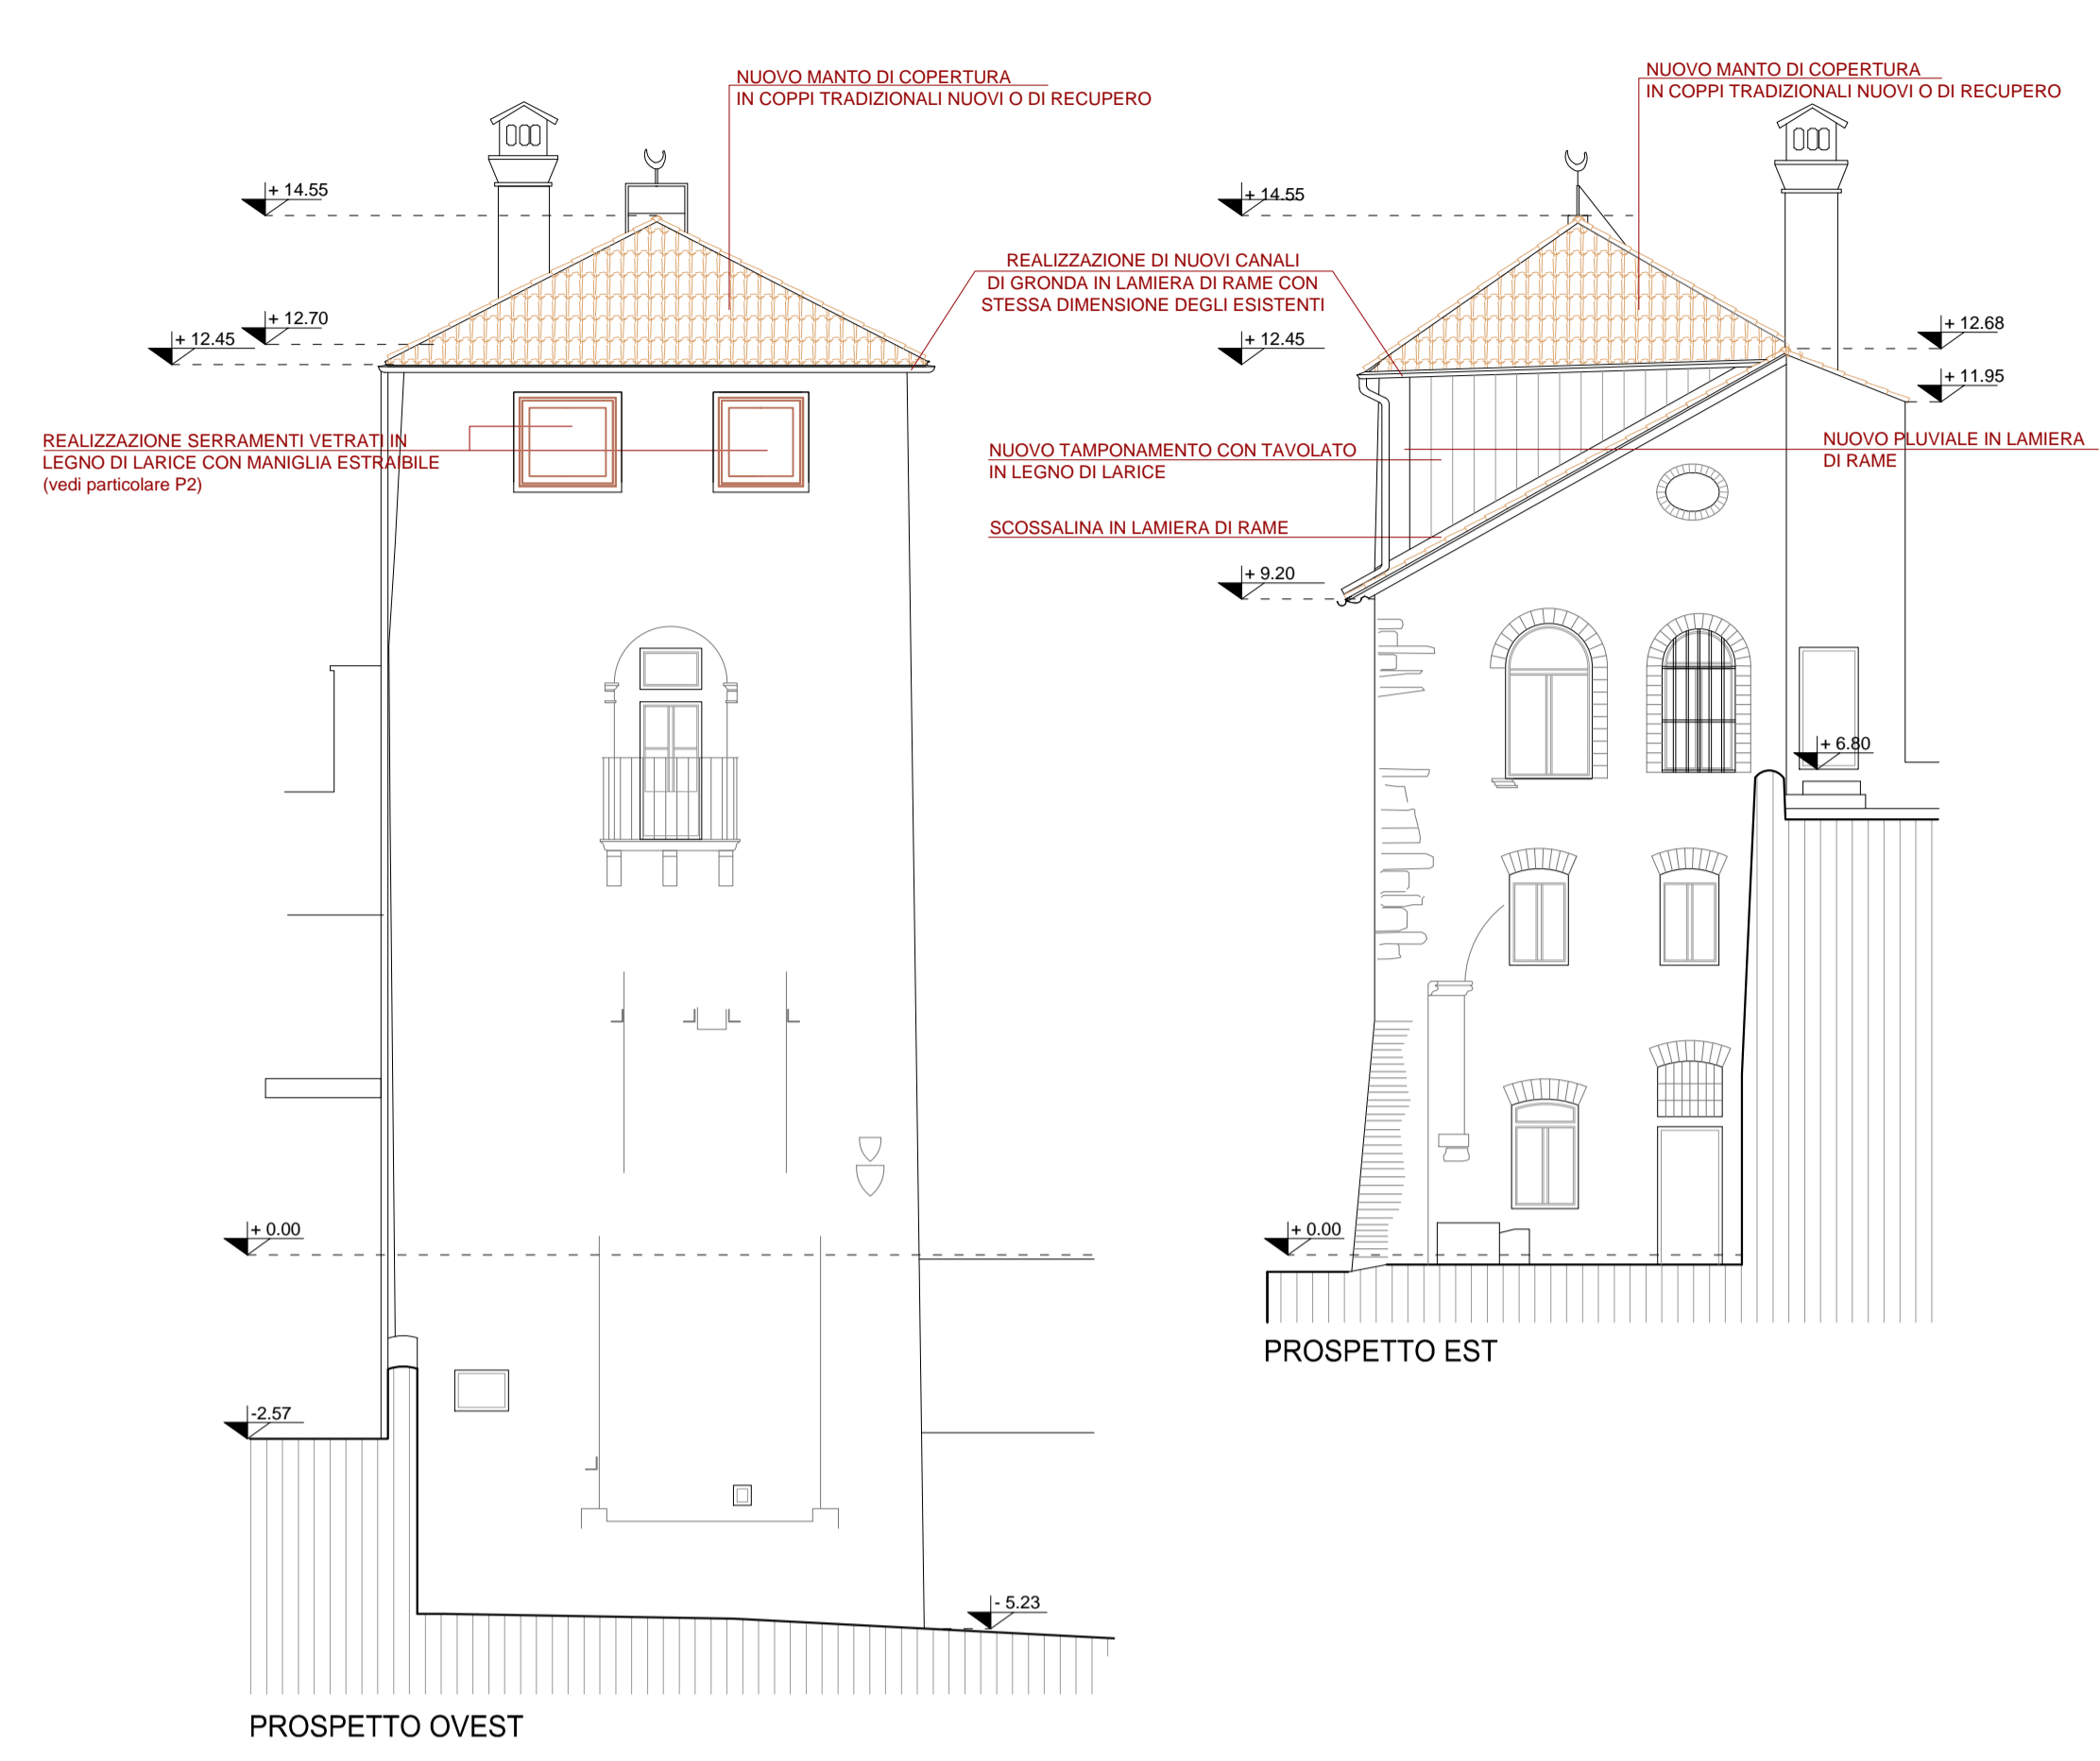 NUOVO MANTO DI COPERTURA
IN COPPI TRADIZIONALI NUOVI O DI RECUPERO
+ 14.55
+ 12.70
+ 12.45
REALIZZAZIONE SERRAMENTI VETRATI IN
LEGNO DI LARICE CON MANIGLIA ESTRAIBILE
(vedi particolare P2)
+ 0.00
-2.57
- 5.23
PROSPETTO OVEST
REALIZZAZIONE DI NUOVI CANALI
DI GRONDA IN LAMIERA DI RAME CON
STESSA DIMENSIONE DEGLI ESISTENTI
NUOVO MANTO DI COPERTURA
IN COPPI TRADIZIONALI NUOVI O DI RECUPERO
+ 14.55
+ 12.45
+ 12.68
+ 11.95
NUOVO TAMPONAMENTO CON TAVOLATO
IN LEGNO DI LARICE
NUOVO PLUVIALE IN LAMIERA
DI RAME
SCOSSALINA IN LAMIERA DI RAME
+ 9.20
+ 6.80
+ 0.00
PROSPETTO EST